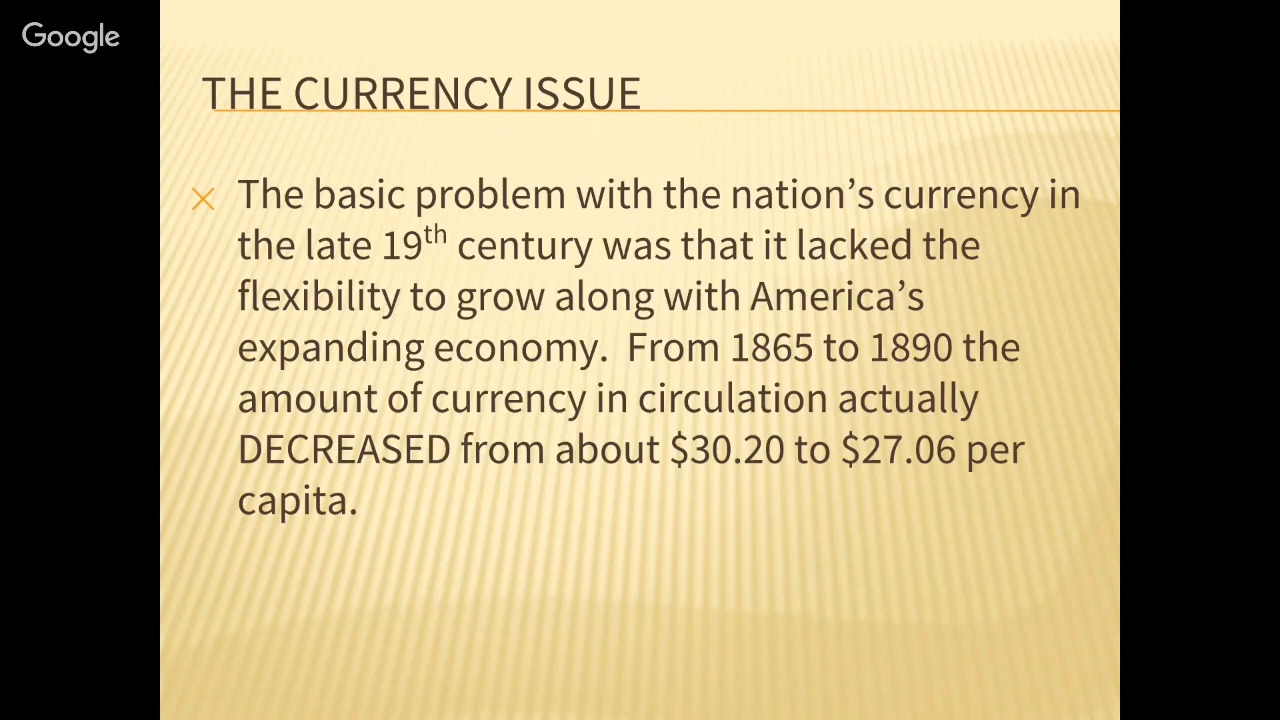 Google
THE CURRENCY ISSUE
The basic problem with the nation’s currency in
the late 19th century was that it lacked the
flexibility to grow along with America’s
expanding economy.  From 1865 to 1890 the
amount of currency in circulation actually
DECREASED from about $30.20 to $27.06 per
capita.